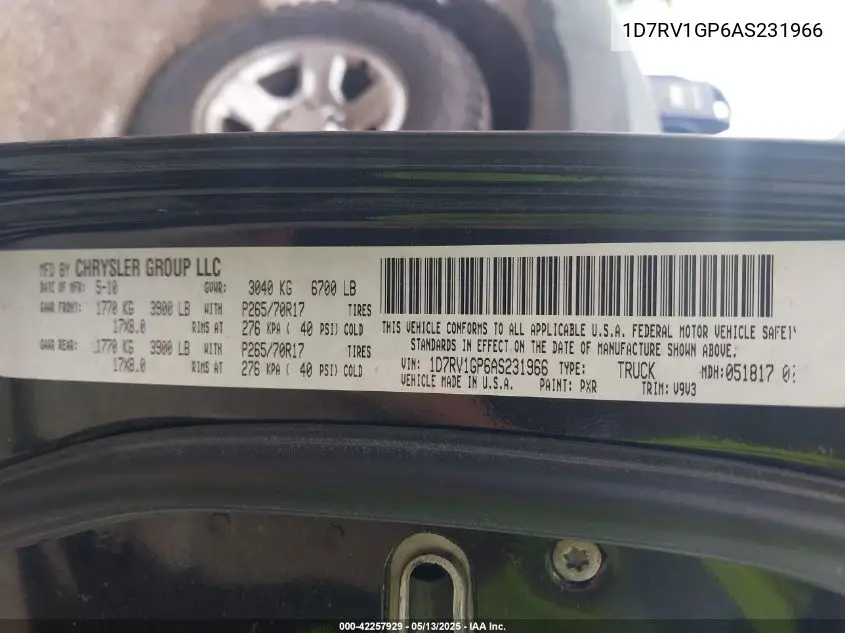 1D7RV1GP6AS231966
MFD BY CHRYSLER GROUP LLC
DATE OF MFR: 5-10 GVWR: 3040 KG 6700 LB
GAWR FRONT: 1770 KG 3900 LB WITH P265/70R17 TIRES
17X8.0 RIMS AT 276 KPA ( 40 PSI) COLD
GAWR REAR: 1770 KG 3900 LB WITH P265/70R17 TIRES
17X8.0 RIMS AT 276 KPA ( 40 PSI) COLD
THIS VEHICLE CONFORMS TO ALL APPLICABLE U.S.A. FEDERAL MOTOR VEHICLE
STANDARDS IN EFFECT ON THE DATE OF MANUFACTURE SHOWN ABOVE.
VIN: 1D7RV1GP6AS231966 TYPE: TRUCK MDH: 051817
VEHICLE MADE IN U.S.A. PAINT: PXR TRIM: V9V3
000-42257929 - 05/13/2025 - IAA Inc.